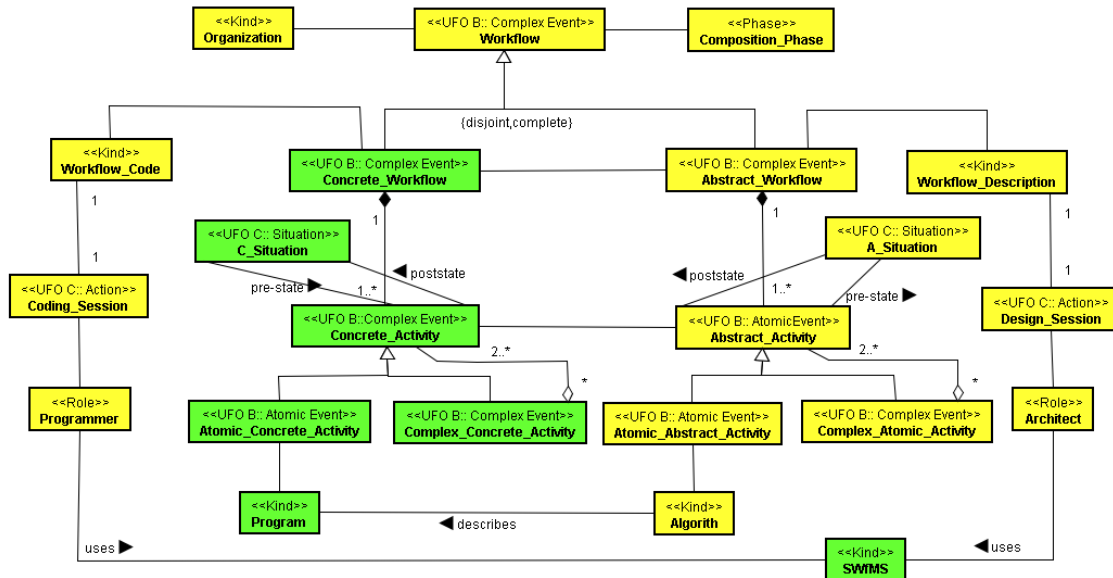 <<Kind>>
Organization
<<UFO B:: Complex Event>>
Workflow
<<Phase>>
Composition_Phase
{disjoint,complete}
<<Kind>>
Workflow_Code
<<UFO B:: Complex Event>>
Concrete_Workflow
<<UFO B:: Complex Event>>
Abstract_Workflow
<<Kind>>
Workflow_Description
1
1
1
1
<<UFO C:: Situation>>
C_Situation
<<UFO C:: Situation>>
A_Situation
1
1
◀ poststate
◀ poststate
pre-state ▶
1..*
1..*
pre-state ▶
<<UFO C:: Action>>
Coding_Session
<<UFO B::Complex Event>>
Concrete_Activity
<<UFO B:: AtomicEvent>>
Abstract_Activity
<<UFO C:: Action>>
Design_Session
2..*
2..*
*
*
<<Role>>
Programmer
<<UFO B:: Atomic Event>>
Atomic_Concrete_Activity
<<UFO B:: Complex Event>>
Complex_Concrete_Activity
<<UFO B:: Atomic Event>>
Atomic_Abstract_Activity
<<UFO B:: Complex Event>>
Complex_Atomic_Activity
<<Role>>
Architect
<<Kind>>
Program
◀ describes
<<Kind>>
Algorith
uses ▶
<<Kind>>
SWfMS
◀ uses